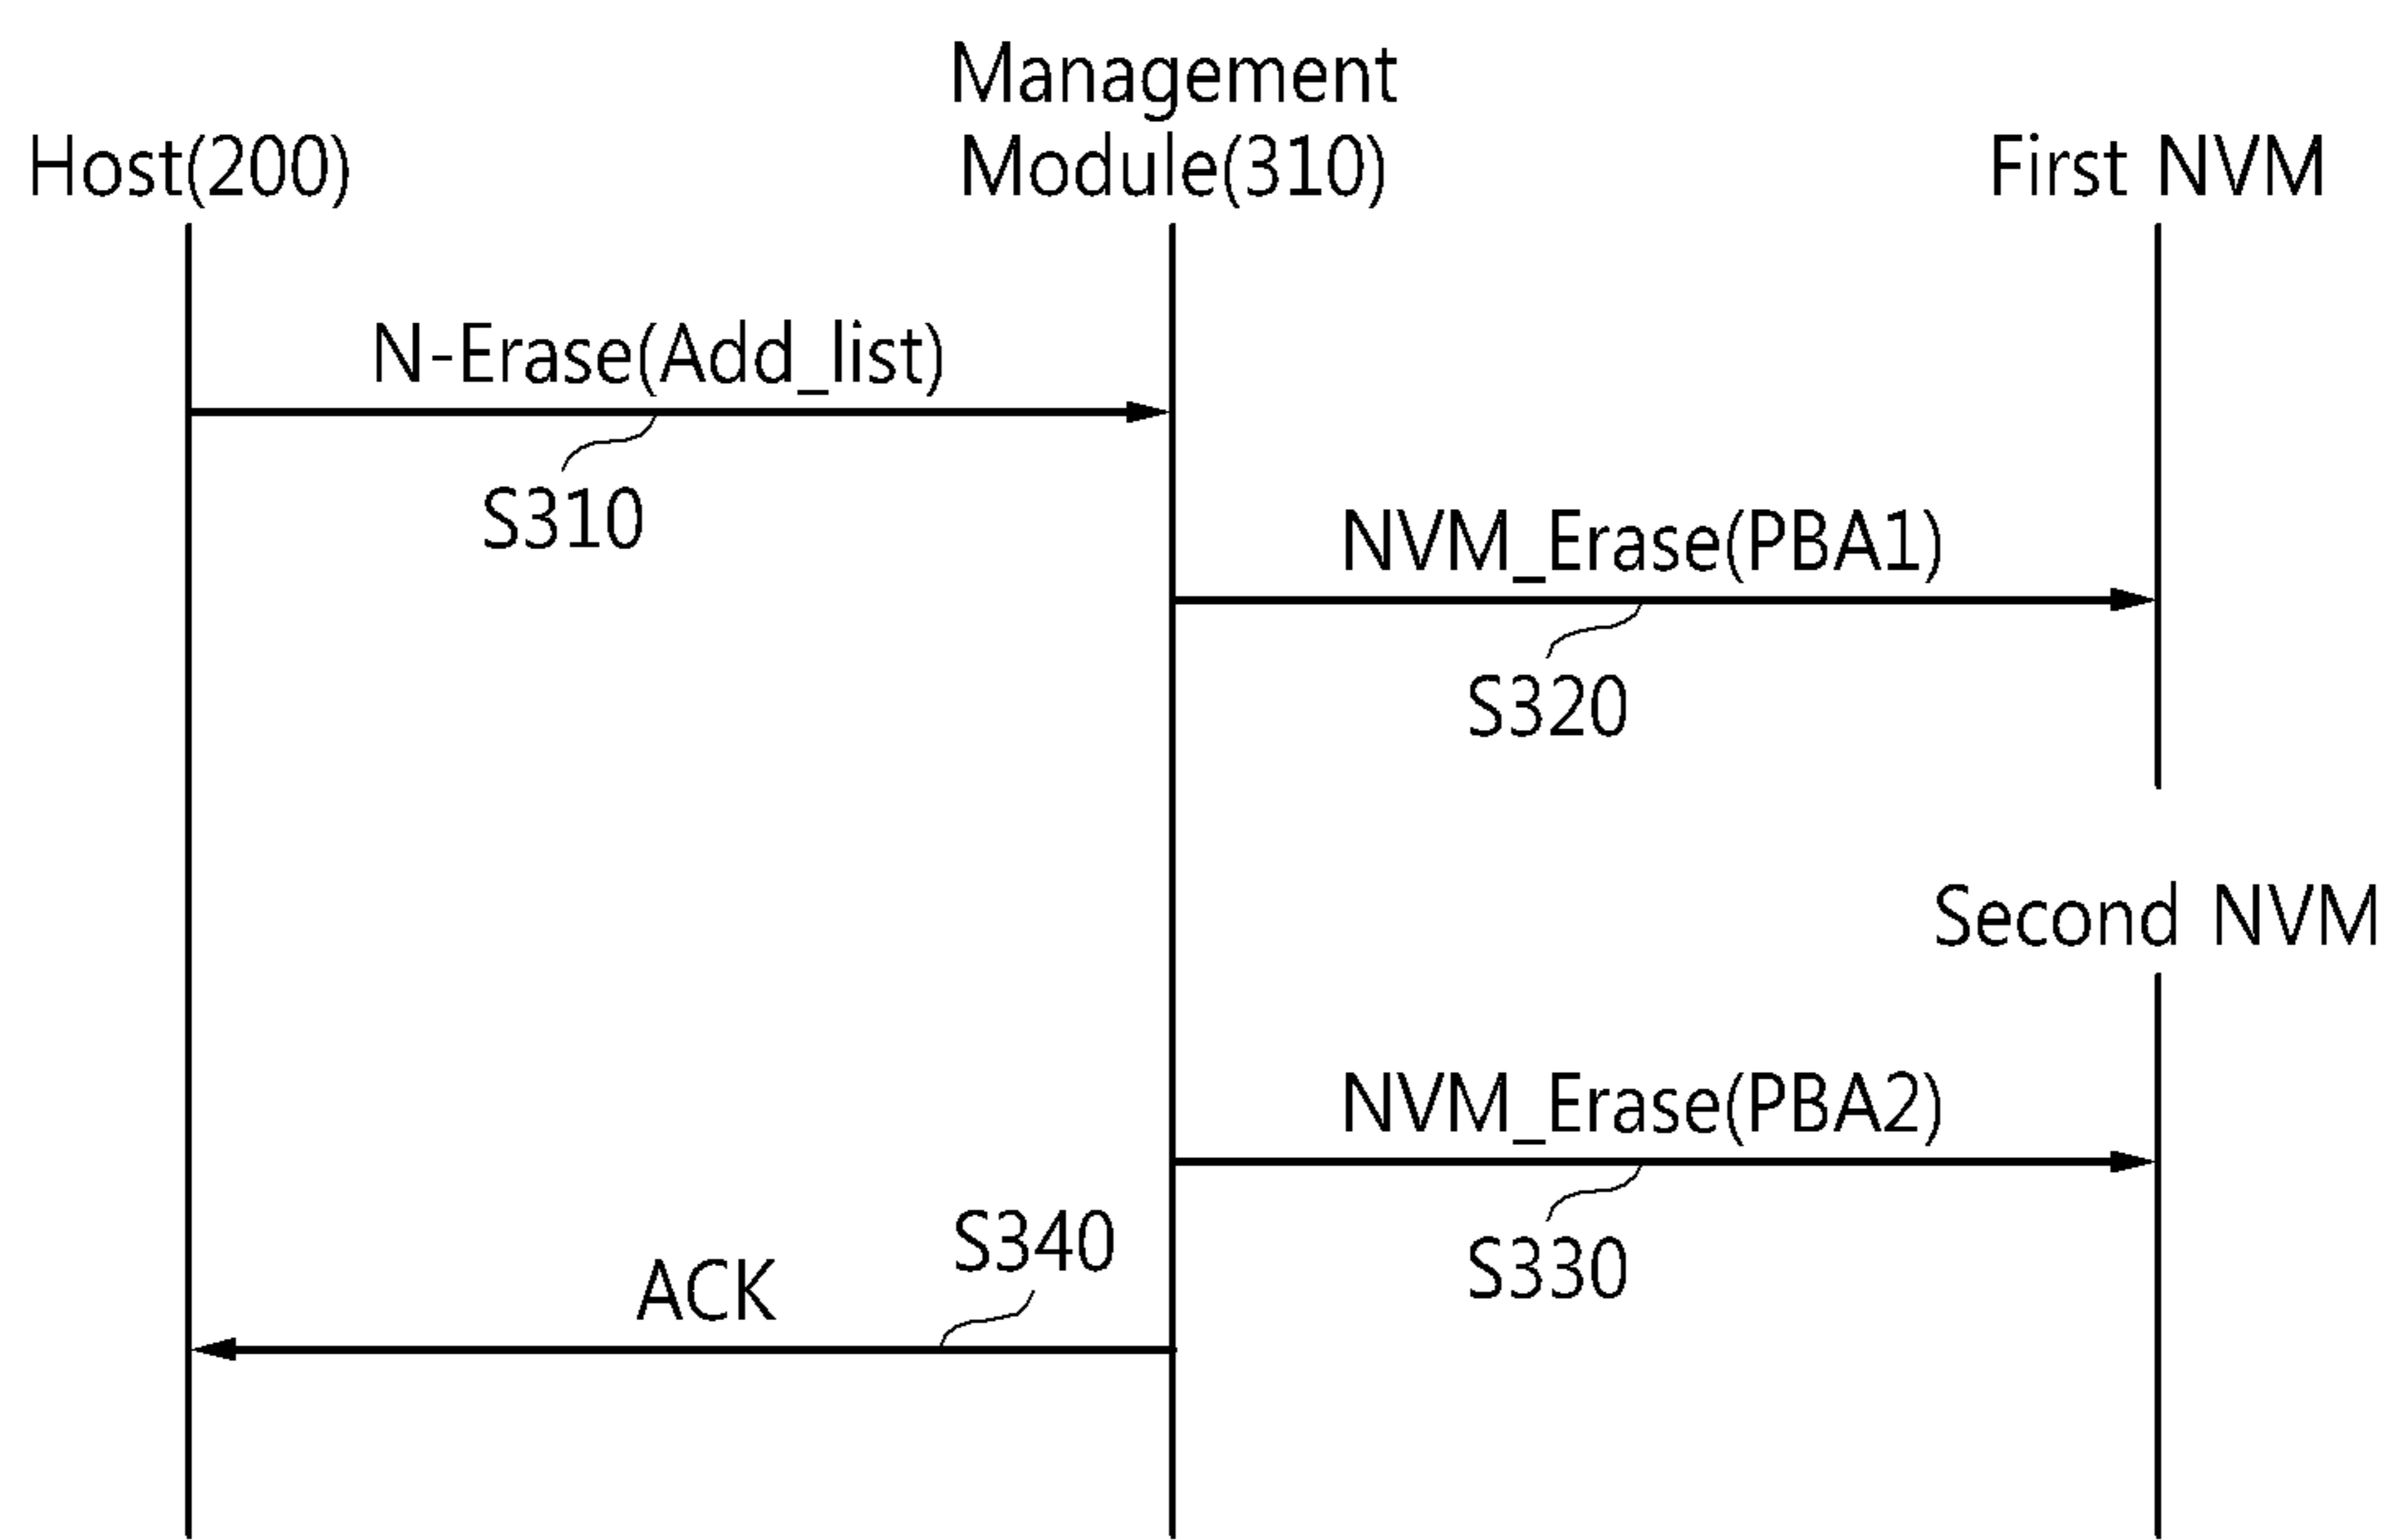 Management
Host(200)
Module(310)
First NVM
N-Erase(Add_list)
S310
NVM_Erase(PBA1)
S320
Second NVM
NVM_Erase(PBA2)
S340
S330
ACK